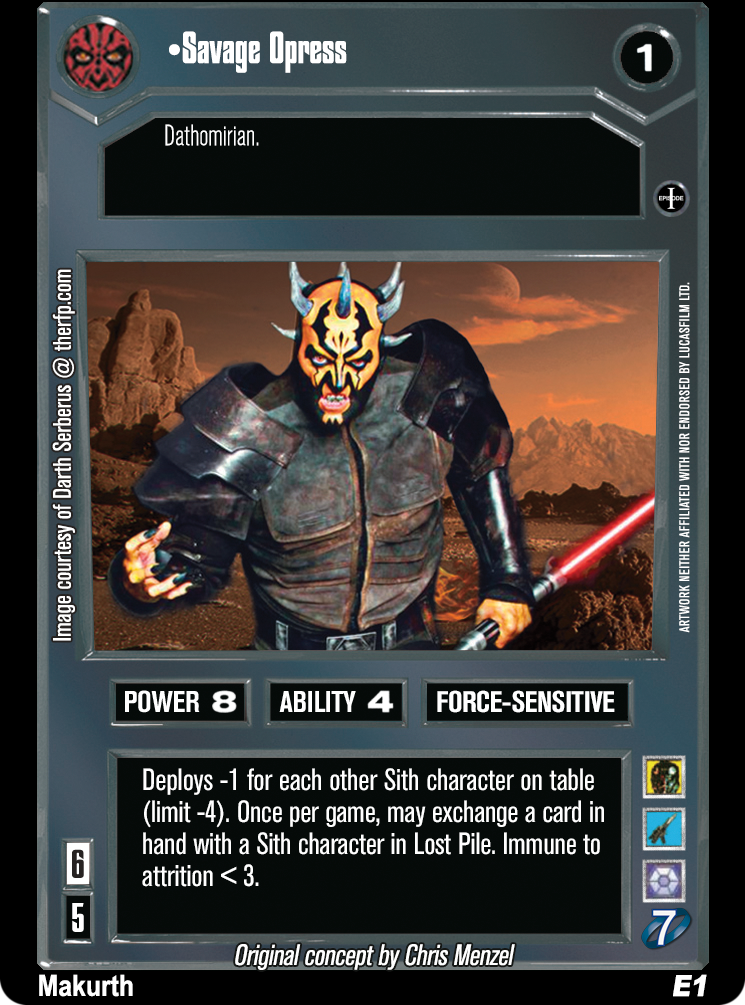 •Savage Opress
1
Dathomirian.
EPISODE I
Image courtesy of Darth Serberus @ therfp.com
ARTWORK NEITHER AFFILIATED WITH NOR ENDORSED BY LUCASFILM LTD.
POWER 8
ABILITY 4
FORCE-SENSITIVE
Deploys -1 for each other Sith character on table
(limit -4). Once per game, may exchange a card in
hand with a Sith character in Lost Pile. Immune to
attrition < 3.
6
5
7
Original concept by Chris Menzel
Makurth
E1